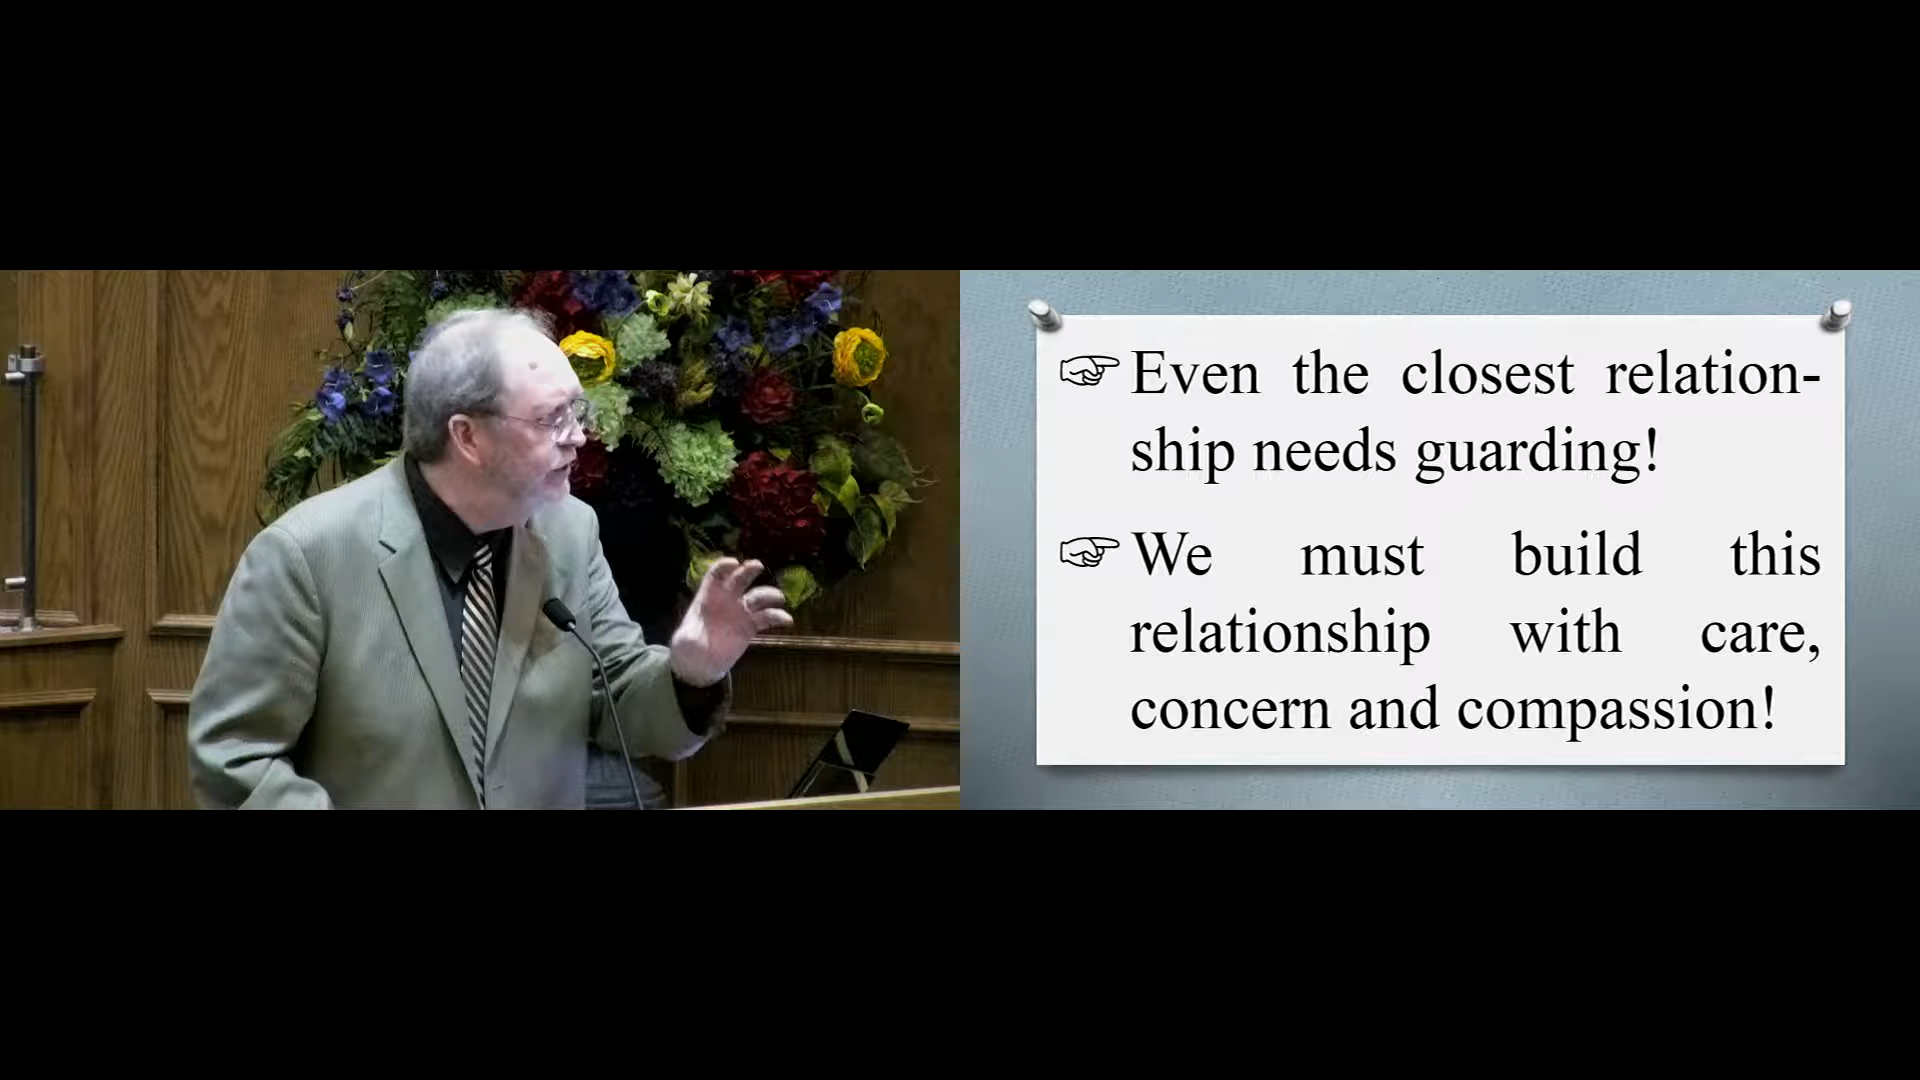 ☞Even the closest relation-
ship needs guarding!
☞We must build this
relationship with care,
concern and compassion!